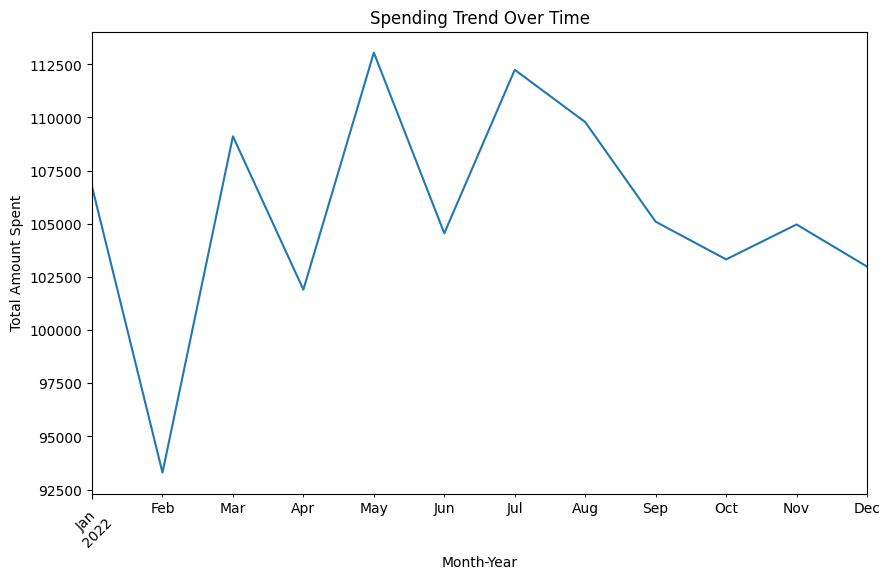 Spending Trend Over Time
Total Amount Spent
112500
110000
107500
105000
102500
100000
97500
95000
92500
Jan
2022
Feb
Mar
Apr
May
Jun
Jul
Aug
Sep
Oct
Nov
Dec
Month-Year